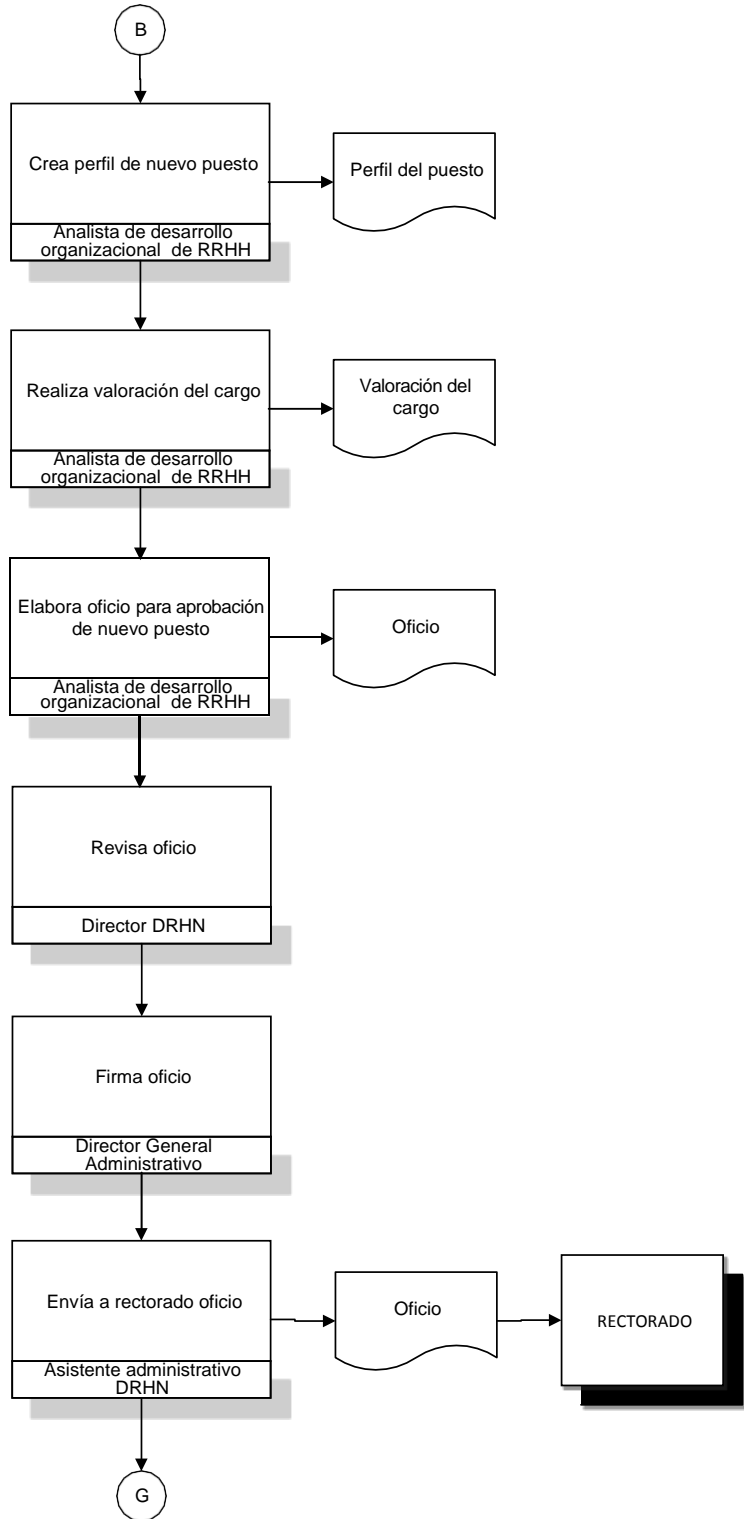 B
Crea perfil de nuevo puesto
Analista de desarrollo
organizacional de RRHH
Perfil del puesto
Realiza valoración del cargo
Analista de desarrollo
organizacional de RRHH
Valoración del
cargo
Elabora oficio para aprobación
de nuevo puesto
Analista de desarrollo
organizacional de RRHH
Oficio
Revisa oficio
Director DRHN
Firma oficio
Director General
Administrativo
Envía a rectorado oficio
Asistente administrativo
DRHN
Oficio
RECTORADO
G